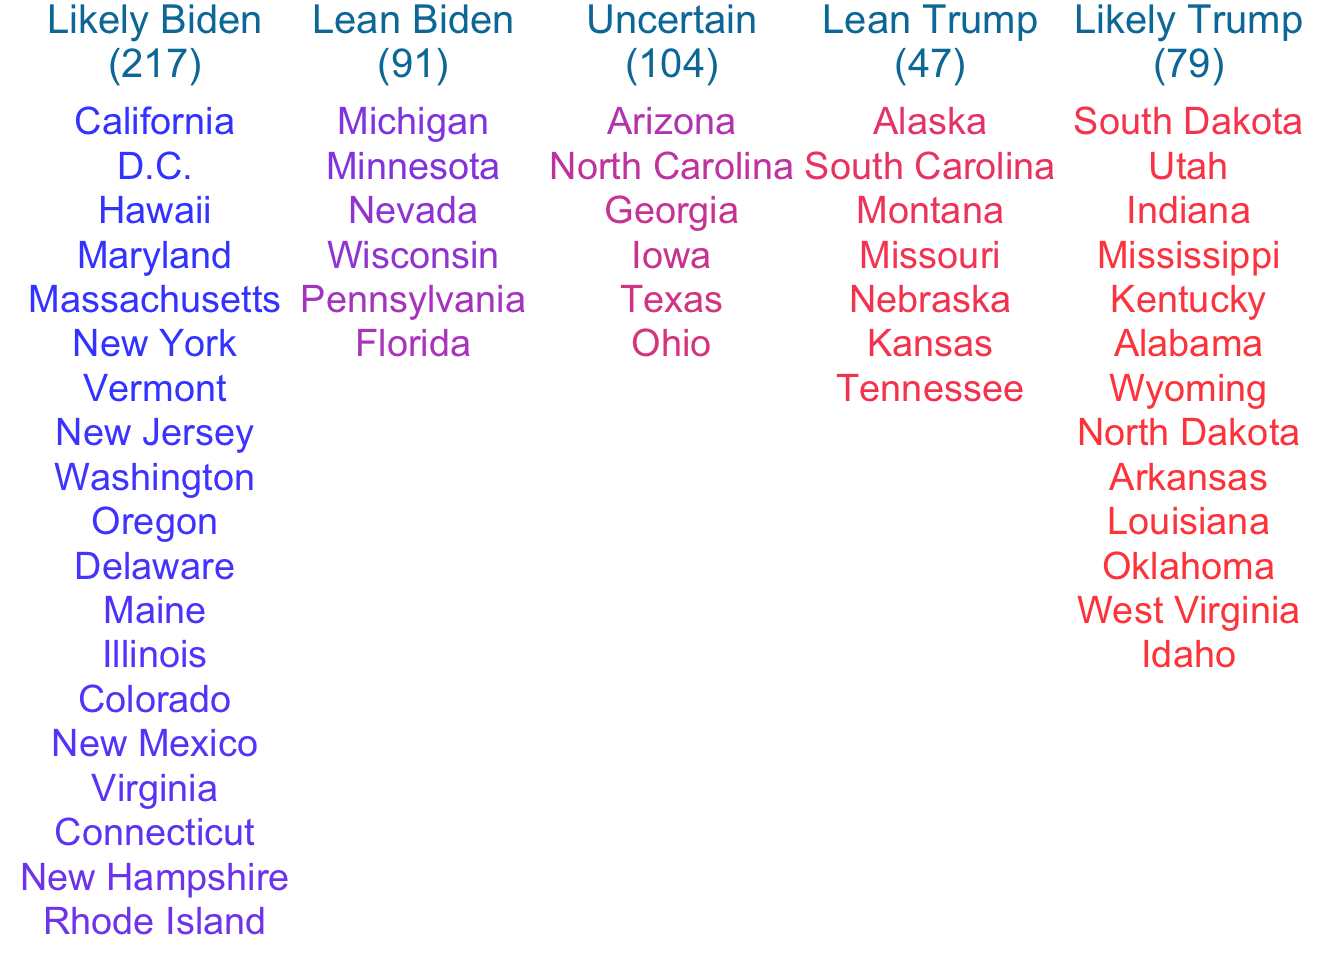 Likely Biden
(217)
California
D.C.
Hawaii
Maryland
Massachusetts
New York
Vermont
New Jersey
Washington
Oregon
Delaware
Maine
Illinois
Colorado
New Mexico
Virginia
Connecticut
New Hampshire
Rhode Island
Lean Biden
(91)
Michigan
Minnesota
Nevada
Wisconsin
Pennsylvania
Florida
Uncertain
(104)
Arizona
North Carolina
Georgia
Iowa
Texas
Ohio
Lean Trump
(47)
Alaska
South Carolina
Montana
Missouri
Nebraska
Kansas
Tennessee
Likely Trump
(79)
South Dakota
Utah
Indiana
Mississippi
Kentucky
Alabama
Wyoming
North Dakota
Arkansas
Louisiana
Oklahoma
West Virginia
Idaho